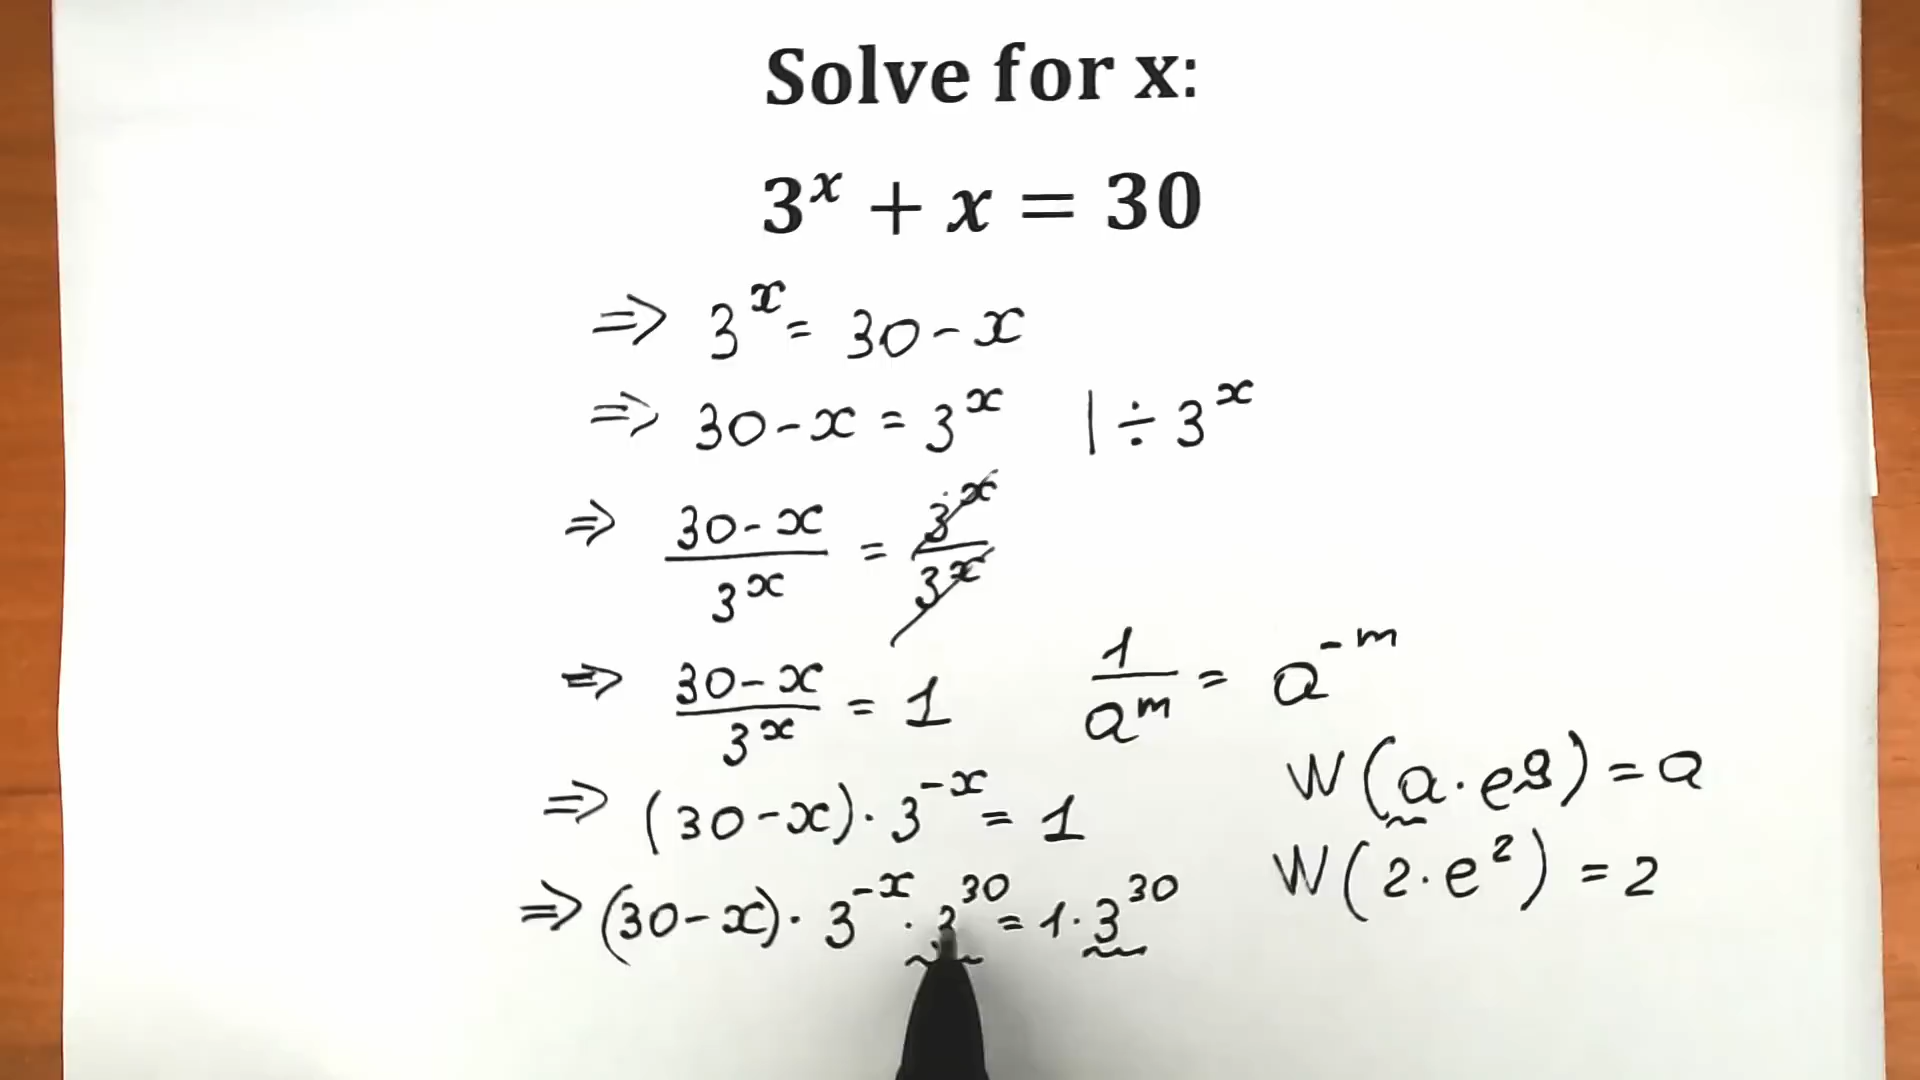 Solve for x:
3^x + x = 30
⇒ 3^x = 30 - x
⇒ 30 - x = 3^x | ÷ 3^x
⇒ (30 - x)/3^x = 3^x/3^x
⇒ (30 - x)/3^x = 1 1/a^m = a^-m
⇒ (30 - x) · 3^-x = 1 W(a · e^a) = a
⇒ (30 - x) · 3^-x · 3^30 = 1 · 3^30 W(2 · e^2) = 2